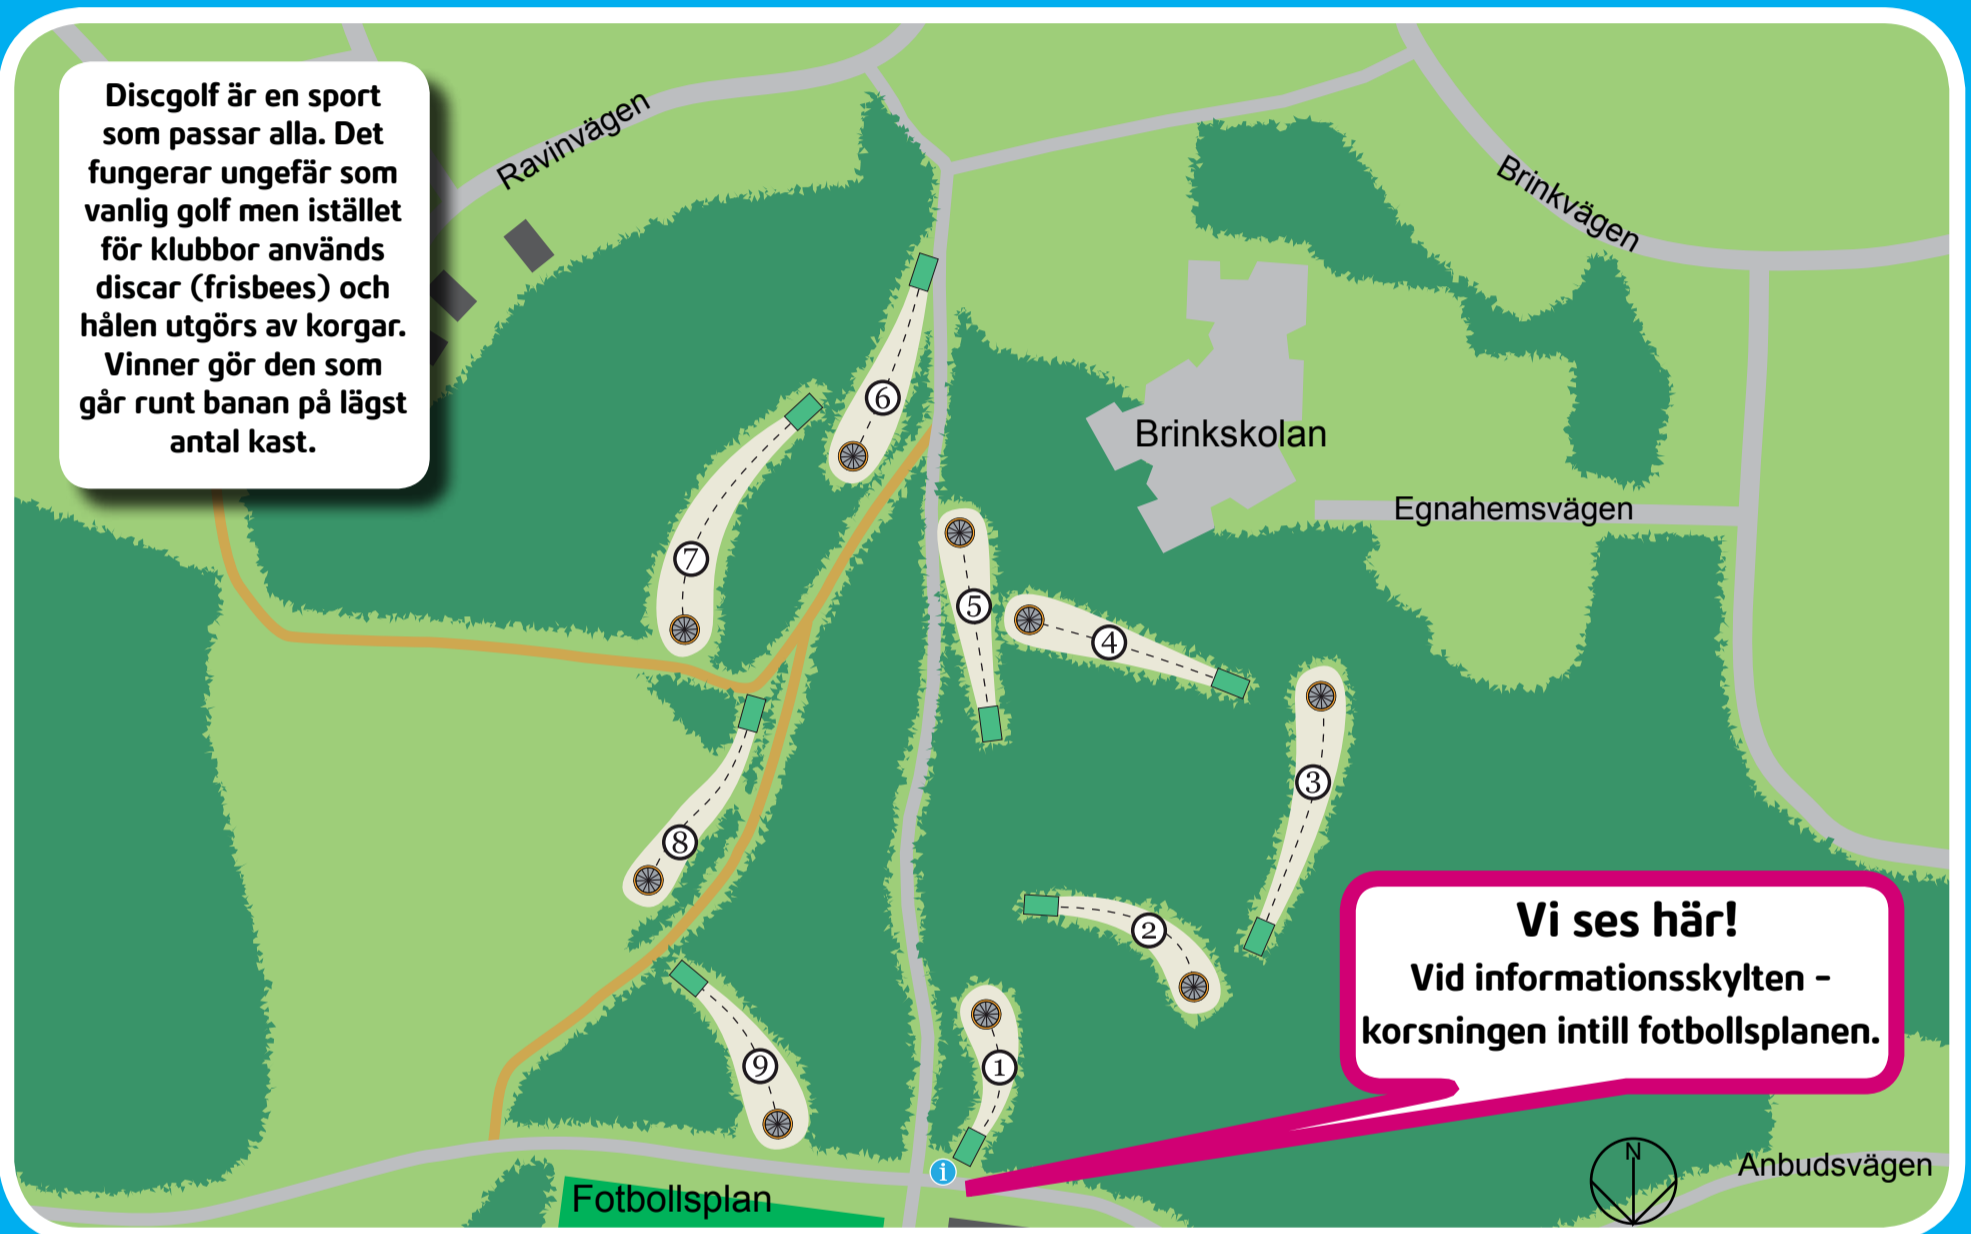 Discgolf är en sport
som passar alla. Det
fungerar ungefär som
vanlig golf men istället
för klubbor används
discar (frisbees) och
hålen utgörs av korgar.
Vinner gör den som
går runt banan på lägst
antal kast.
Ravinvägen
Brinkvägen
6
Brinkskolan
Egnahemsvägen
7
5
4
3
8
2
Vi ses här!
Vid informationsskylten –
korsningen intill fotbollsplanen.
9
1
i
N
Anbudsvägen
Fotbollsplan